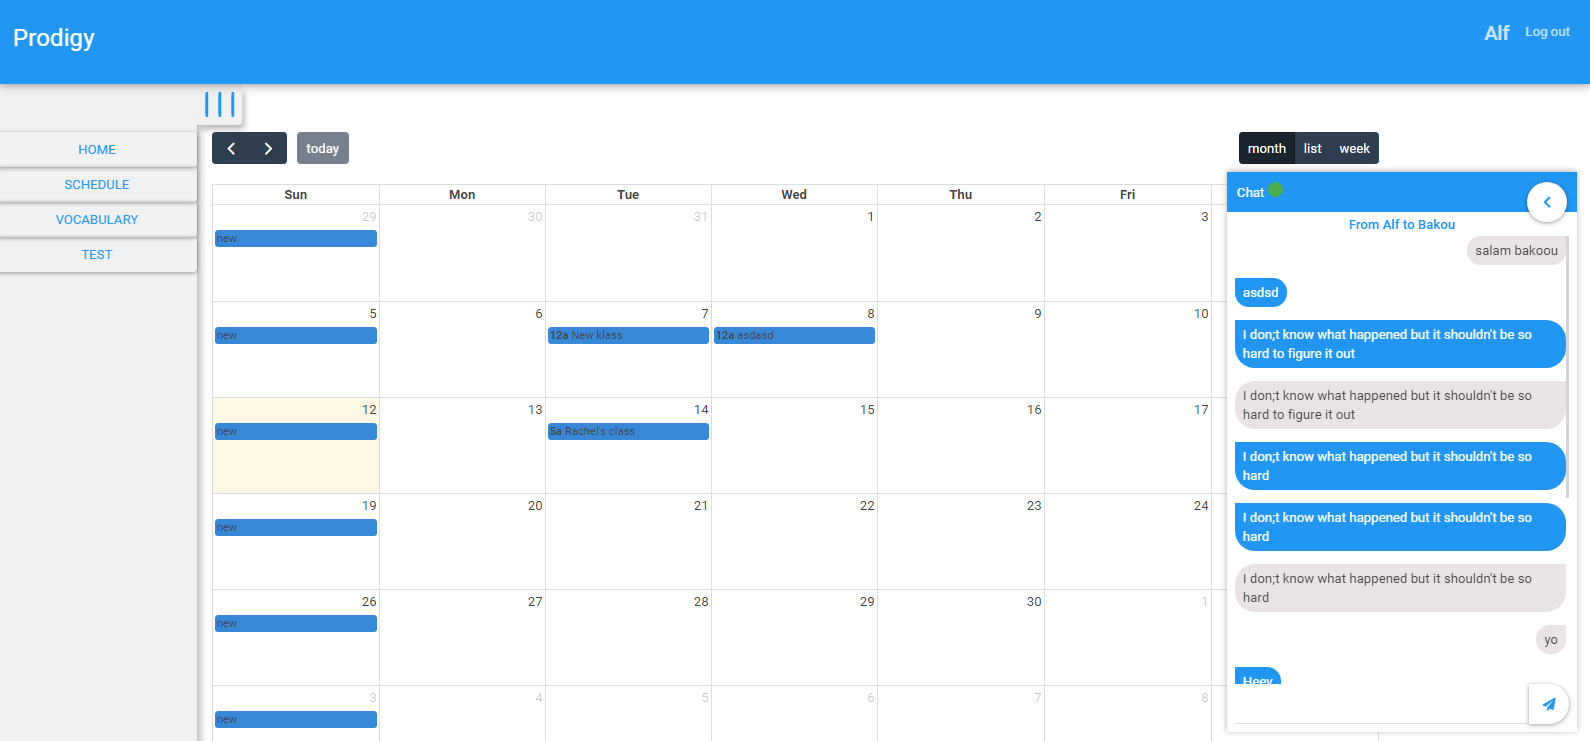 Prodigy
Alf Log out
HOME
SCHEDULE
VOCABULARY
TEST
today
month list week
Sun Mon Tue Wed Thu Fri
29 30 31 1 2 3
new
5 6 7 8 9 10
new 12a New klass 12a asdasd
12 13 14 15 16 17
new 5a Rachel's class
19 20 21 22 23 24
new
26 27 28 29 30 1
new
3 4 5 6 7 8
new
Chat
From Alf to Bakou
salam bakoou
asdsd
I don;t know what happened but it shouldn't be so
hard to figure it out
I don;t know what happened but it shouldn't be so
hard to figure it out
I don;t know what happened but it shouldn't be so
hard
I don;t know what happened but it shouldn't be so
hard
I don;t know what happened but it shouldn't be so
hard
yo
Heey